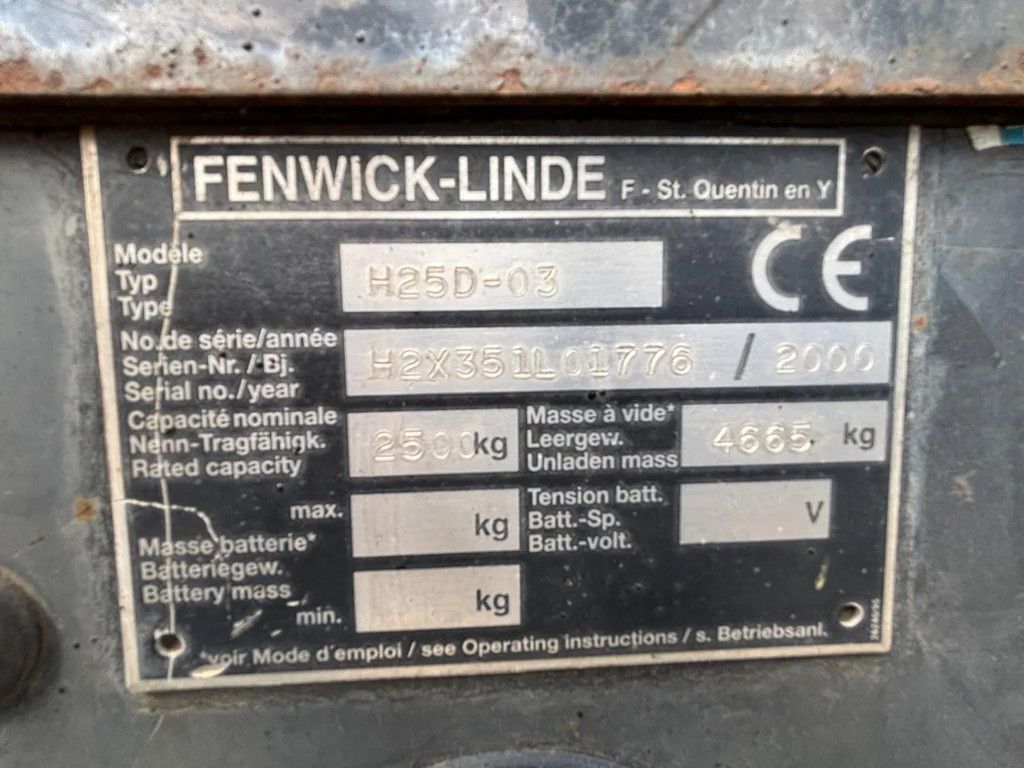 FENWICK-LINDE F - St. Quentin en Y
Modèle
Typ
Type
H25D-03
CE
No.de série/année
Serien-Nr./Bj.
Serial no./year
H2X351L01776 / 2000
Capacité nominale
Nenn-Tragfähigk.
Rated capacity
2500 kg
Masse à vide*
Leergew.
Unladen mass
4665. kg
max.
kg
Tension batt.
Batt.-Sp.
Batt.-volt.
V
Masse batterie*
Batteriegew.
Battery mass
min.
kg
*voir Mode d'emploi / see Operating instructions / s. Betriebsanl.